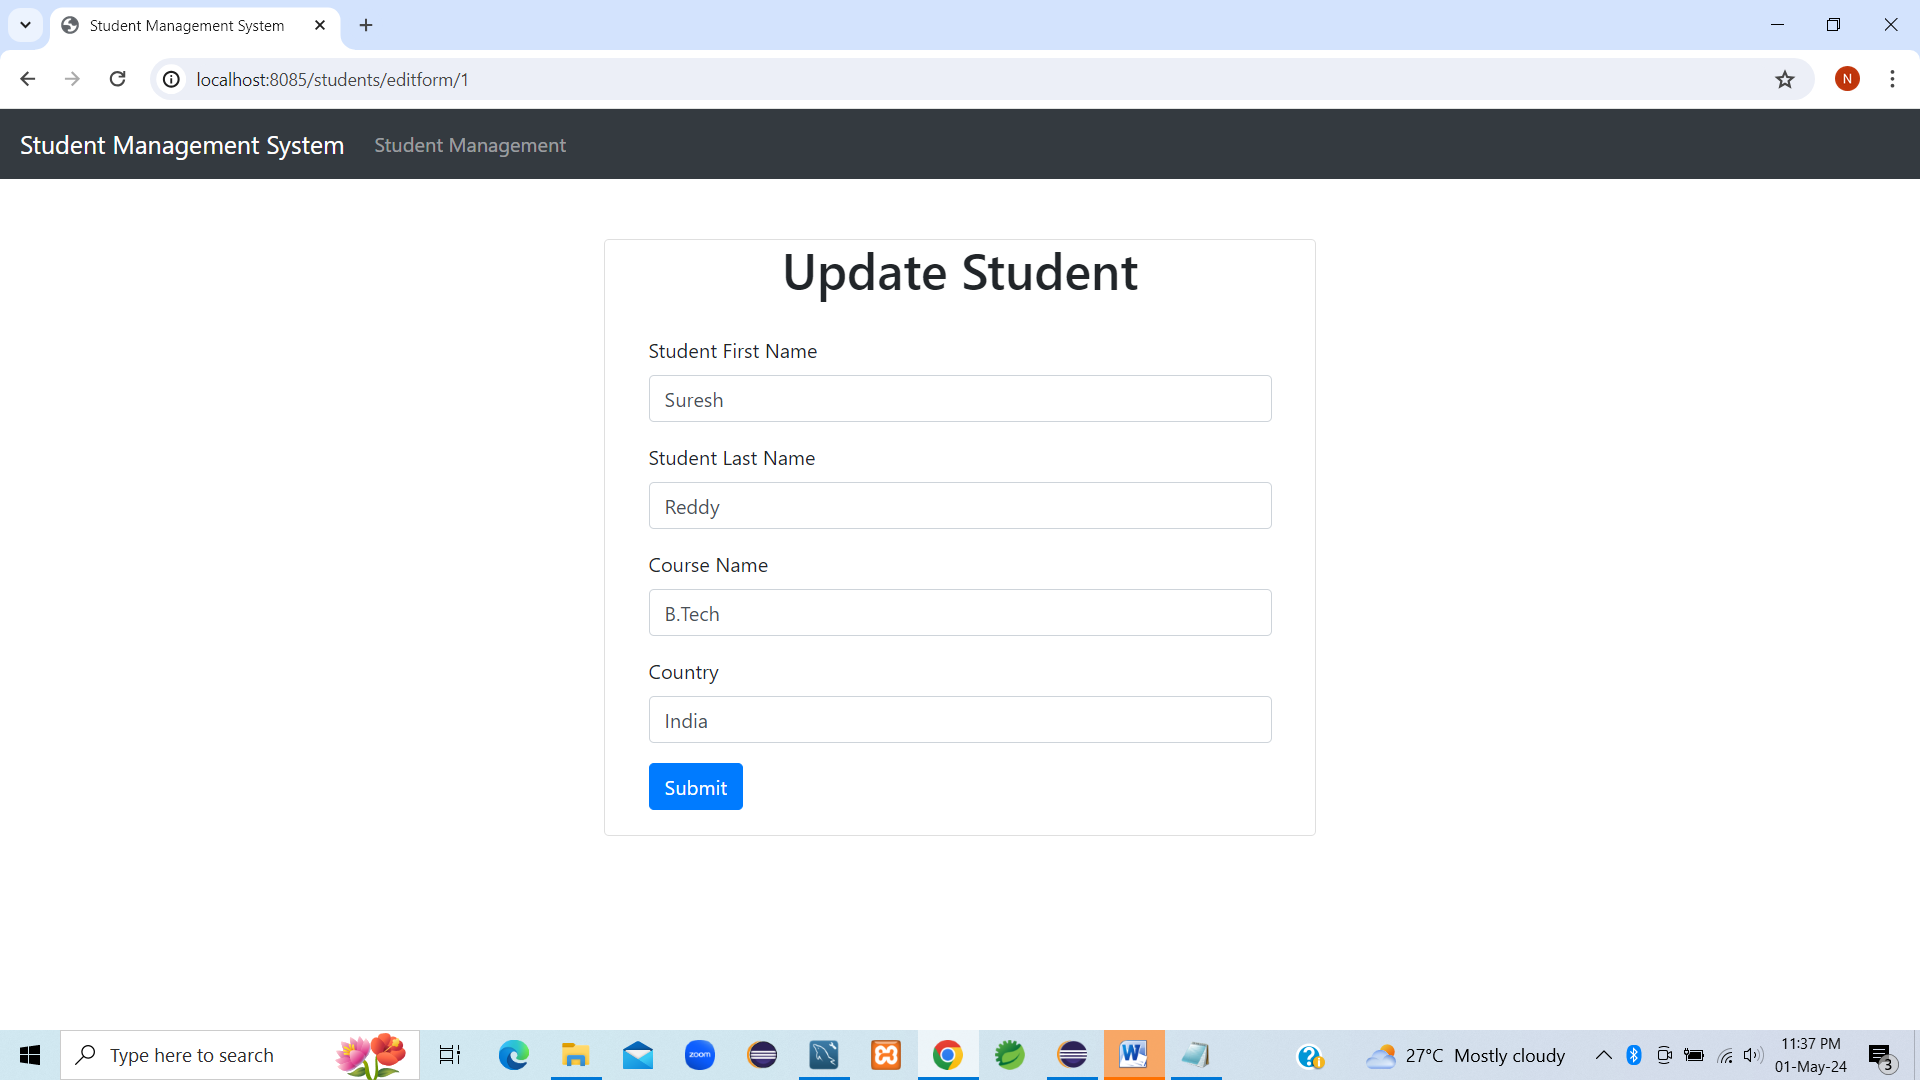 Student Management System
localhost:8085/students/editform/1
N
Student Management System Student Management
Update Student
Student First Name
Suresh
Student Last Name
Reddy
Course Name
B.Tech
Country
India
Submit
Type here to search
zoom
W
27°C Mostly cloudy
11:37 PM
01-May-24
3